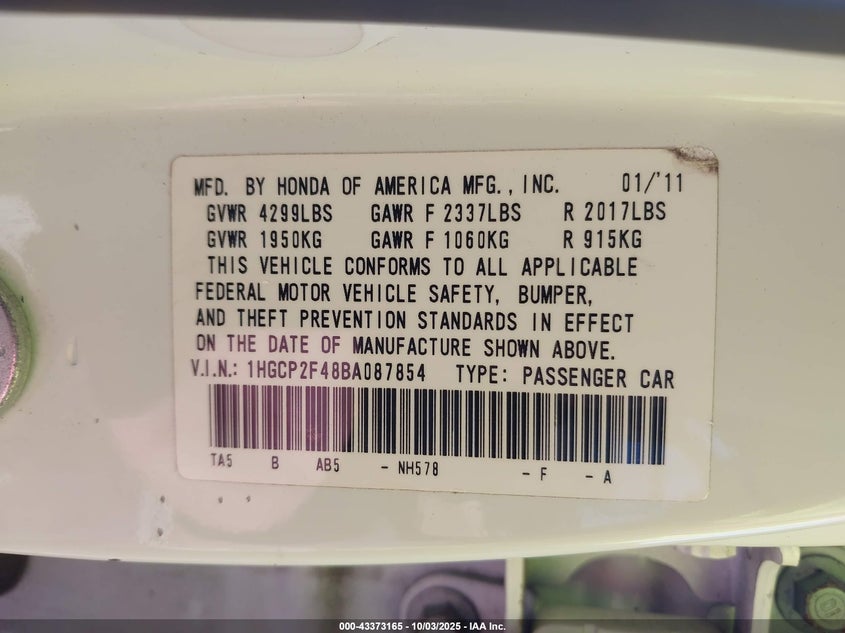 MFD. BY HONDA OF AMERICA MFG., INC. 01/'11
GVWR 4299LBS GAWR F 2337LBS R 2017LBS
GVWR 1950KG GAWR F 1060KG R 915KG
THIS VEHICLE CONFORMS TO ALL APPLICABLE
FEDERAL MOTOR VEHICLE SAFETY, BUMPER,
AND THEFT PREVENTION STANDARDS IN EFFECT
ON THE DATE OF MANUFACTURE SHOWN ABOVE.
V.I.N.: 1HGCP2F48BA087854 TYPE: PASSENGER CAR
TA5 B AB5 - NH578 - F - A
000-43373165 - 10/03/2025 - IAA Inc.